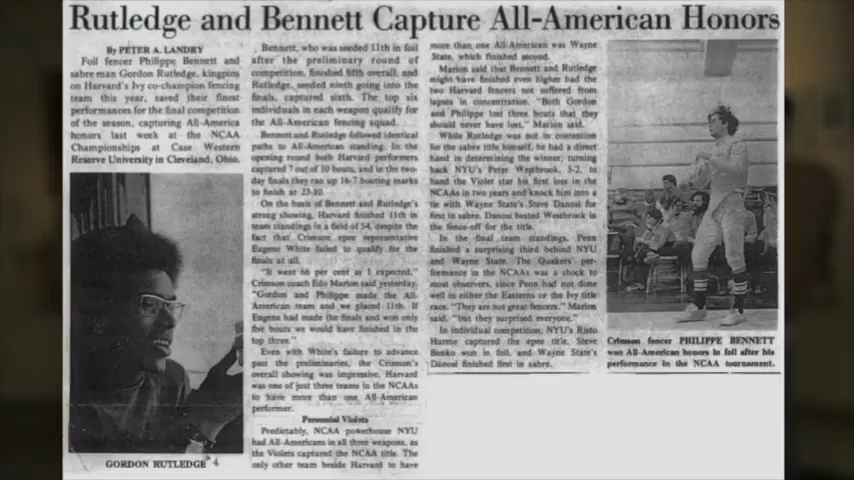 Rutledge and Bennett Capture All-American Honors
By PETER A. LANDRY
Foil fencer Philippe Bennett and
sabre man Gordon Rutledge, kingpins
on Harvard's Ivy co-champion fencing
team this year, saved their finest
performances for the final competition
of the season, capturing All-America
honors last week at the NCAA
Championships at Case Western
Reserve University in Cleveland, Ohio.
GORDON RUTLEDGE
Bennett, who was seeded 11th in foil
after the preliminary round of
competition, finished fifth overall, and
Rutledge, seeded ninth going into the
finals, captured sixth. The top six
individuals in each weapon qualify for
the All-American fencing squad.
Bennett and Rutledge followed identical
paths to All-American standing. In the
opening round both Harvard performers
captured 7 out of 10 bouts, and in the two-
day finals they ran up 16-7 bouting marks
to finish at 23-10.
On the basis of Bennett and Rutledge's
strong showing, Harvard finished 11th in
team standings in a field of 54, despite the
fact that Crimson epee representative
Eugene White failed to qualify for the
finals at all.
"It went 66 per cent as I expected,"
Crimson coach Edo Marion said yesterday.
"Gordon and Philippe made the All-
American team and we placed 11th. If
Eugene had made the finals and won only
five bouts we would have finished in the
top three."
Even with White's failure to advance
past the preliminaries, the Crimson's
overall showing was impressive. Harvard
was one of just three teams in the NCAAs
to have more than one All-American
performer.
Perennial Violets
Predictably, NCAA powerhouse NYU
had All-Americans in all three weapons, as
the Violets captured the NCAA title. The
only other team beside Harvard to have
more than one All-American was Wayne
State, which finished second.
Marion said that Bennett and Rutledge
might have finished even higher had the
two Harvard fencers not suffered from
lapses in concentration. "Both Gordon
and Philippe lost three bouts that they
should never have lost," Marion said.
While Rutledge was not in contention
for the sabre title himself, he had a direct
hand in determining the winner, turning
back NYU's Peter Westbrook, 5-2, to
hand the Violet star his first loss in the
NCAAs in two years and knock him into a
tie with Wayne State's Steve Danosi for
first in sabre. Danosi bested Westbrook in
the fence-off for the title.
In the final team standings, Penn
finished a surprising third behind NYU
and Wayne State. The Quakers' per-
formance in the NCAAs was a shock to
most observers, since Penn had not done
well in either the Easterns or the Ivy title
race. "They are not great fencers," Marion
said, "but they surprised everyone."
In individual competition, NYU's Risto
Hurme captured the epee title, Steve
Benko won in foil, and Wayne State's
Danosi finished first in sabre.
Crimson fencer PHILIPPE BENNETT
won All-American honors in foil after his
performance in the NCAA tournament.